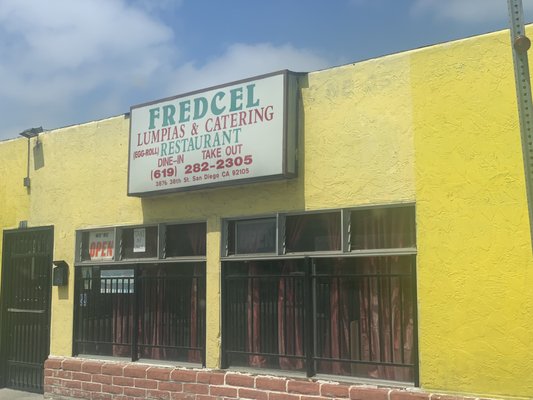 FREDCEL
LUMPIAS & CATERING
(EGG-ROLL) RESTAURANT
DINE-IN TAKE OUT
(619) 282-2305
3876 38th St. San Diego CA 92105
OPEN